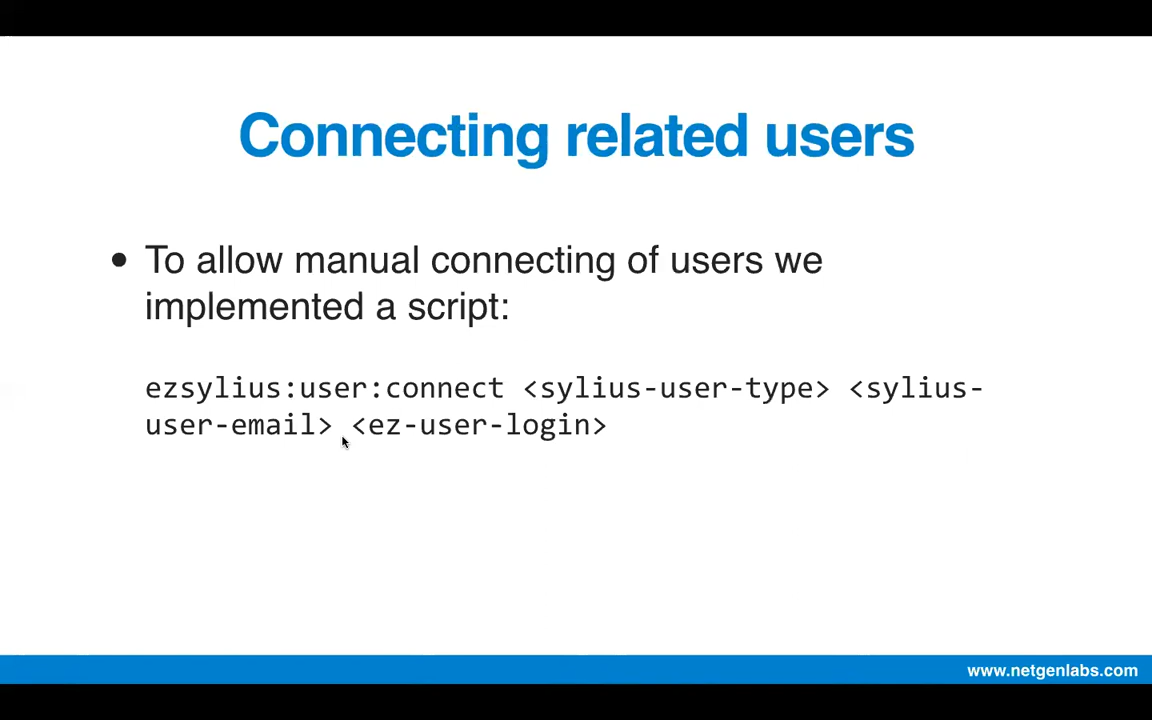 Connecting related users
• To allow manual connecting of users we
implemented a script:
ezsylius:user:connect <sylius-user-type> <sylius-
user-email> <ez-user-login>
www.netgenlabs.com